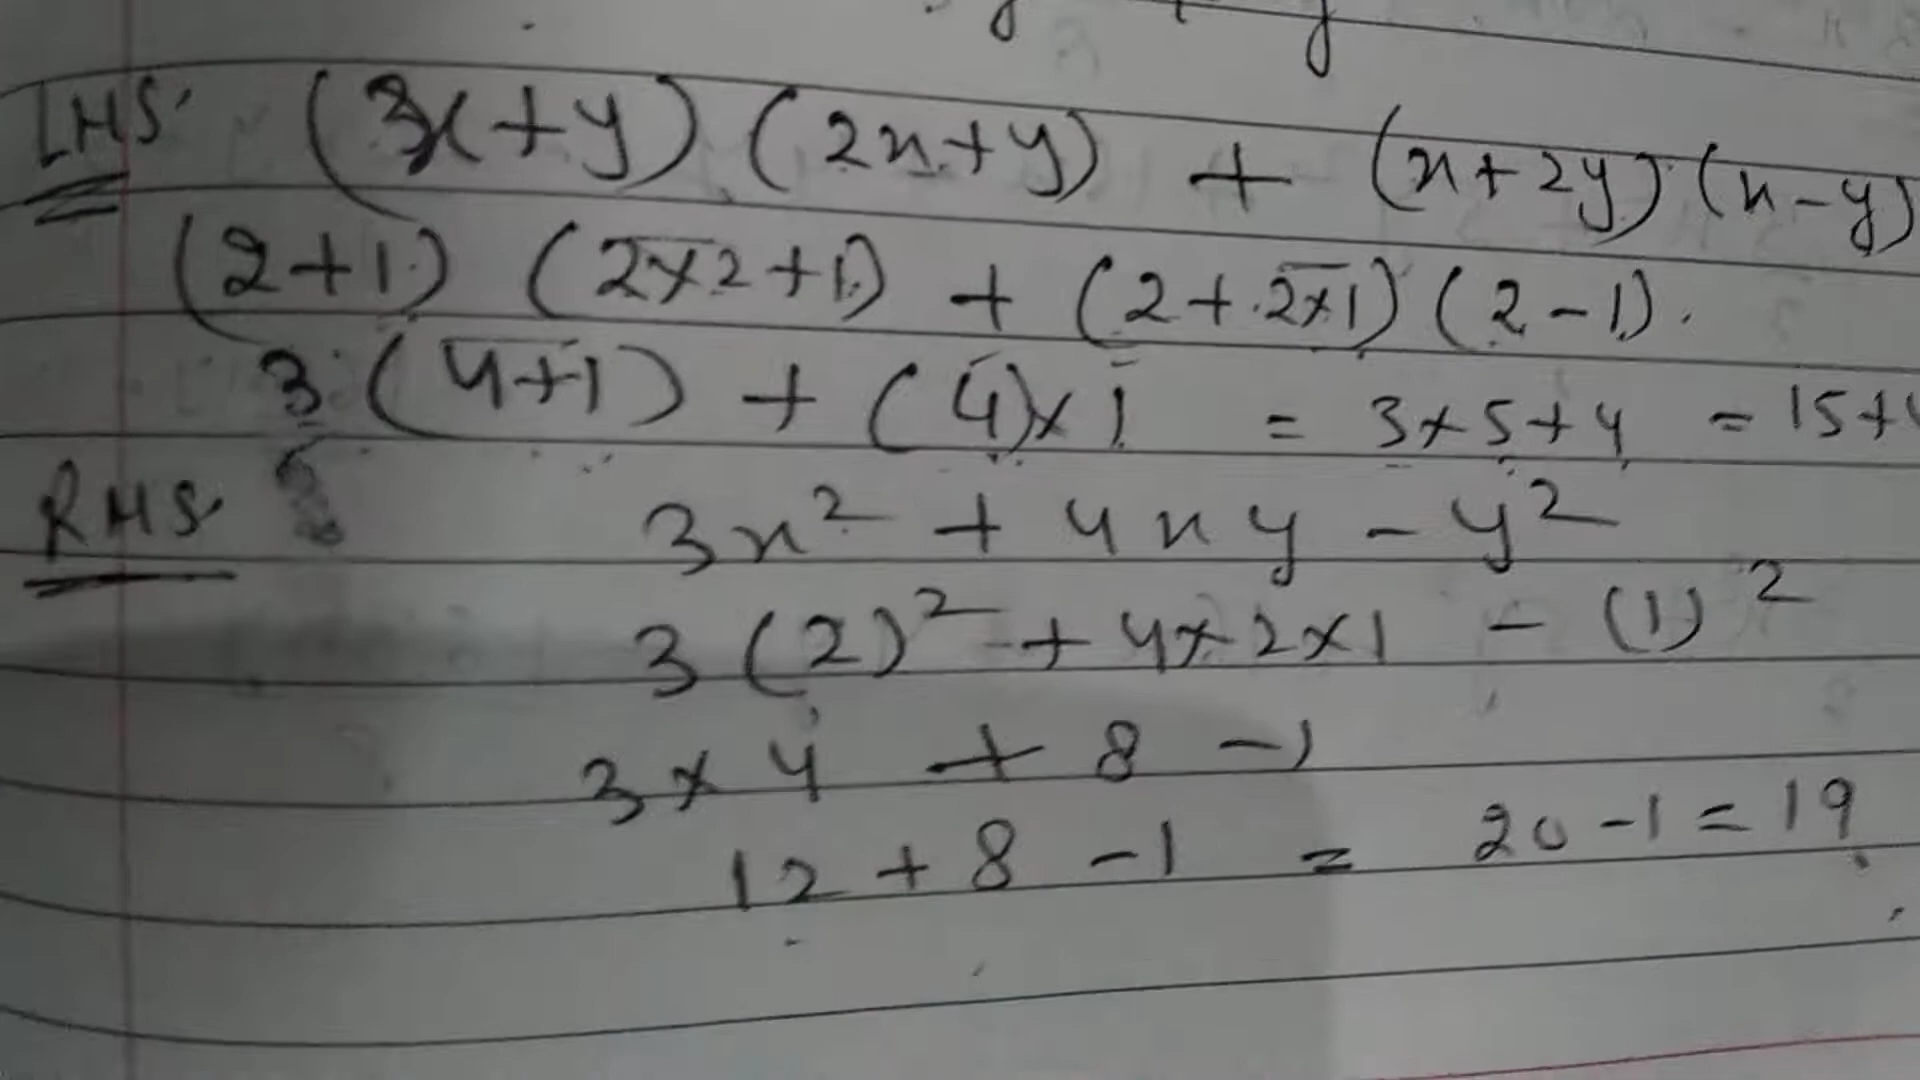 LHS (3x+y) (2x+y) + (x+2y) (x-y)
(2+1) (2×2+1) + (2+2×1) (2-1).
3 (4+1) + (4)×1 = 3×5+4 = 15+
RHS 3x² + 4xy - y²
3(2)² + 4×2×1 - (1)²
3×4 + 8 -1
12 + 8 -1 = 20-1 = 19